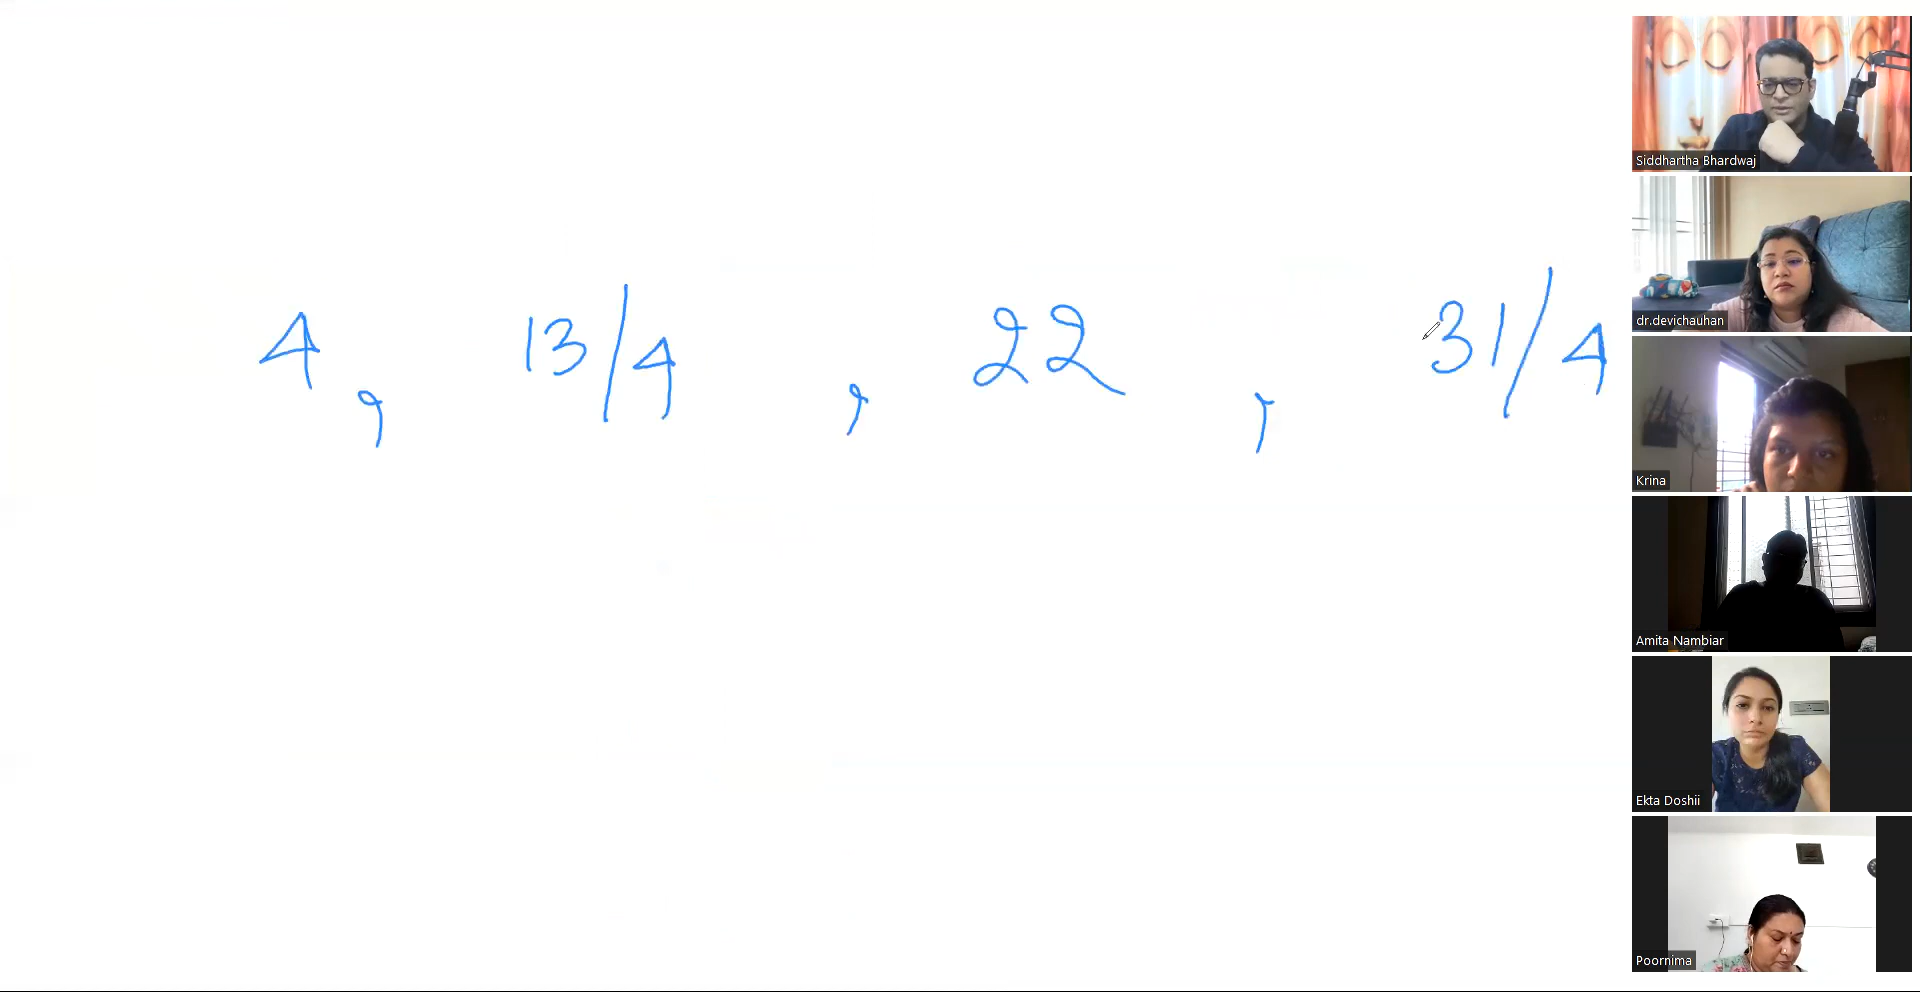 4, 13/4, 22, 31/4
Siddhartha Bhardwaj
dr.devichauhan
Krina
Amita Nambiar
Ekta Doshii
Poornima